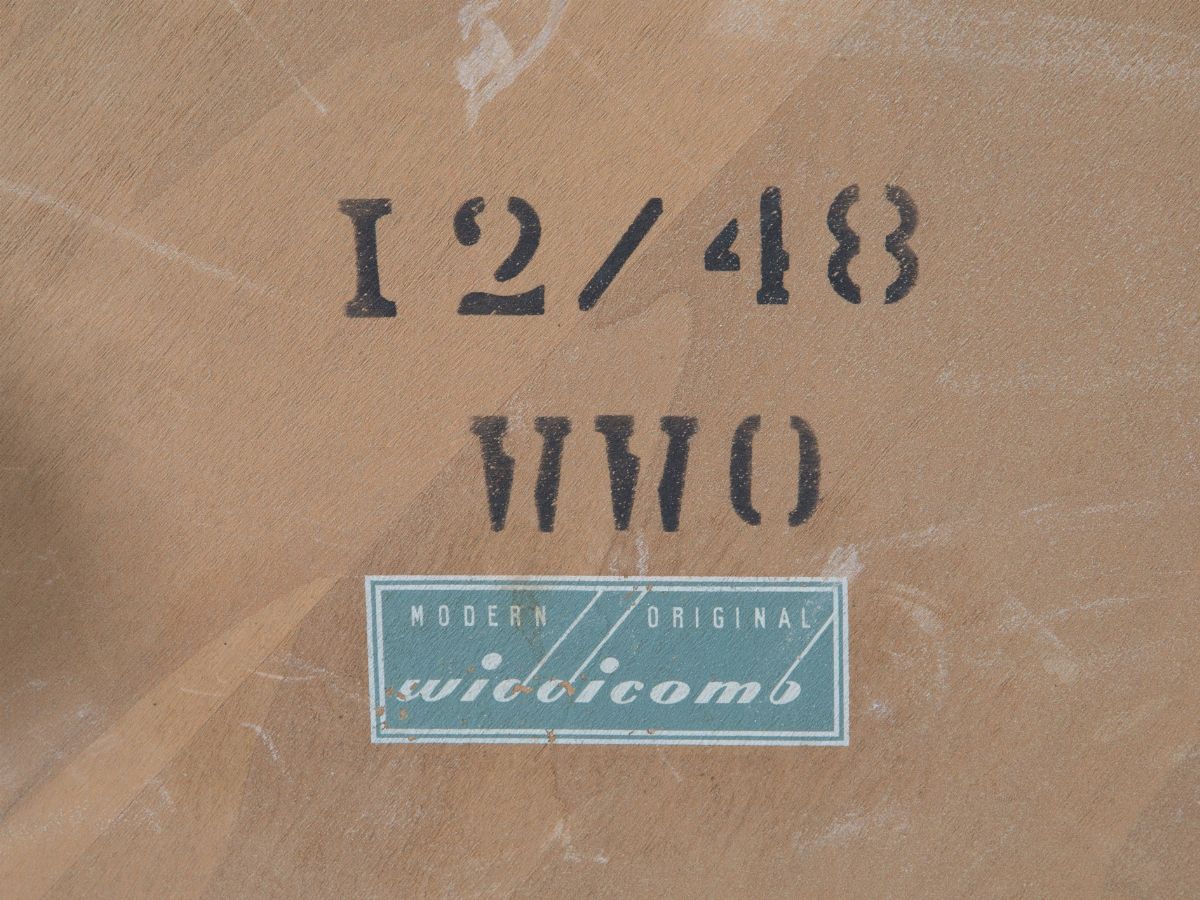 12/48
WWO
MODERN ORIGINAL
widdicomb